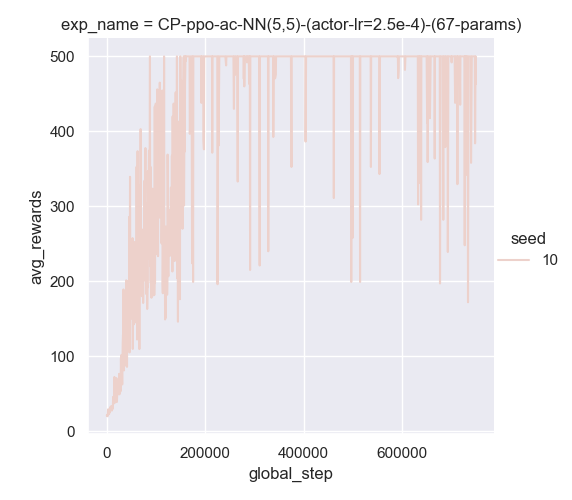 exp_name = CP-ppo-ac-NN(5,5)-(actor-lr=2.5e-4)-(67-params)
500
400
300
200
100
0
avg_rewards
0
200000
400000
600000
global_step
seed
10